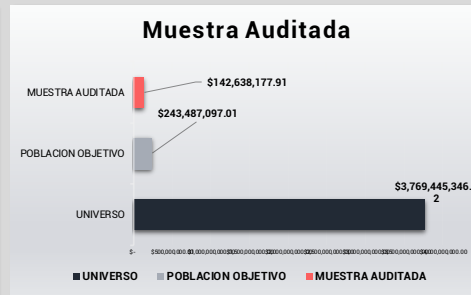 Muestra Auditada
MUESTRA AUDITADA
$142,638,177.91
$243,487,097.01
POBLACION OBJETIVO
$3,769,445,346.
2
UNIVERSO
$-
UNIVERSO POBLACION OBJETIVO MUESTRA AUDITADA